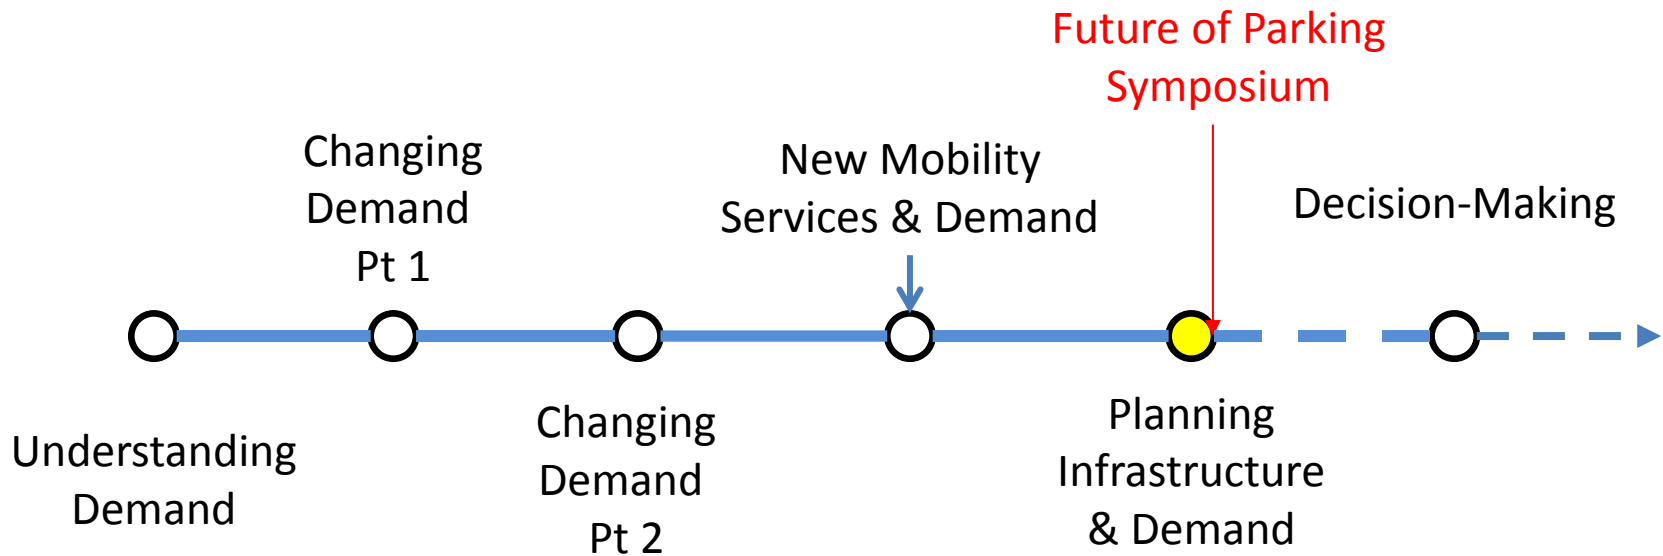 Future of Parking
Symposium
Changing
Demand
Pt 1
New Mobility
Services & Demand
Decision-Making
Understanding
Demand
Changing
Demand
Pt 2
Planning
Infrastructure
& Demand